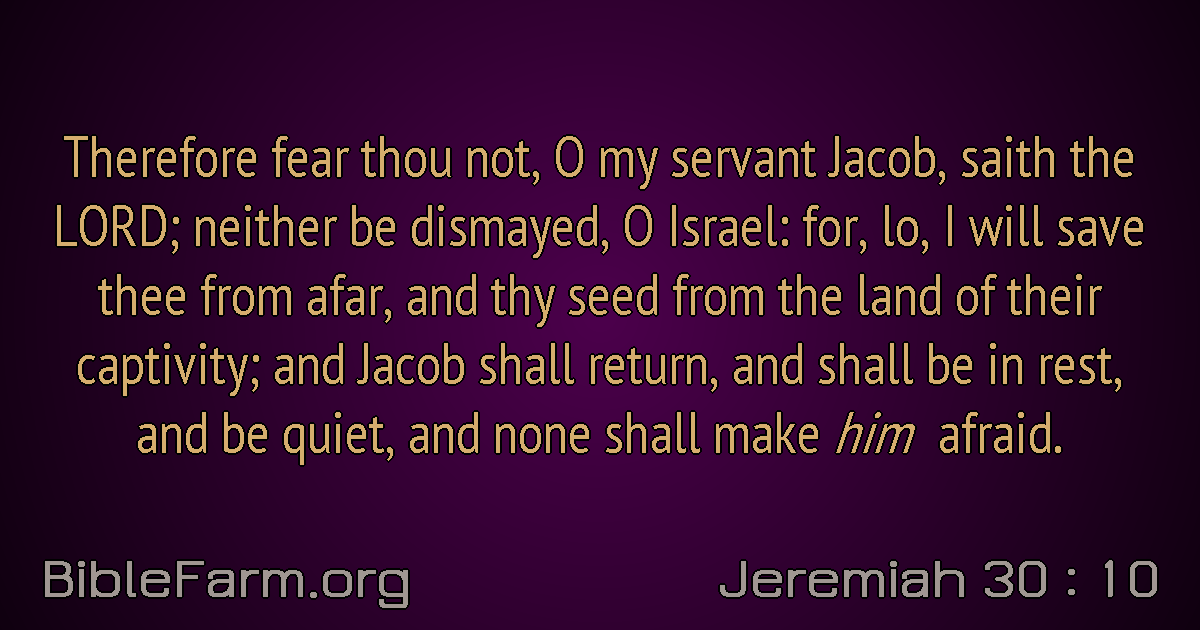 Therefore fear thou not, O my servant Jacob, saith the
LORD; neither be dismayed, O Israel: for, lo, I will save
thee from afar, and thy seed from the land of their
captivity; and Jacob shall return, and shall be in rest,
and be quiet, and none shall make him afraid.
BibleFarm.org
Jeremiah 30 : 10